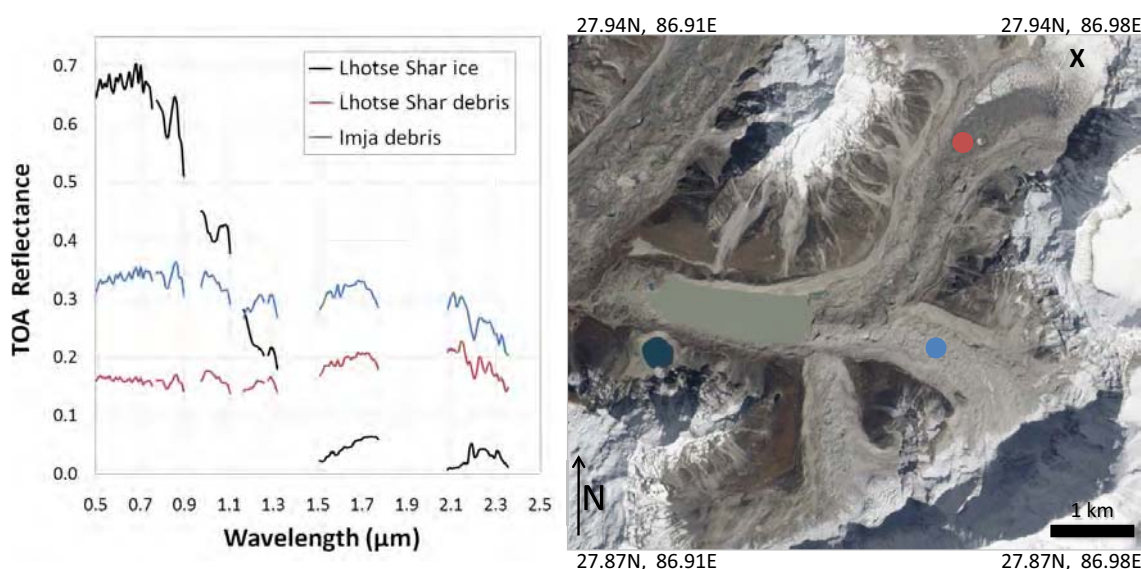 0.7
0.6
0.5
0.4
0.3
0.2
0.1
0.0
TOA Reflectance
Lhotse Shar ice
Lhotse Shar debris
Imja debris
0.5 0.7 0.9 1.1 1.3 1.5 1.7 1.9 2.1 2.3 2.5
Wavelength (µm)
27.94N, 86.91E 27.94N, 86.98E
X
N
1 km
27.87N, 86.91E 27.87N, 86.98E